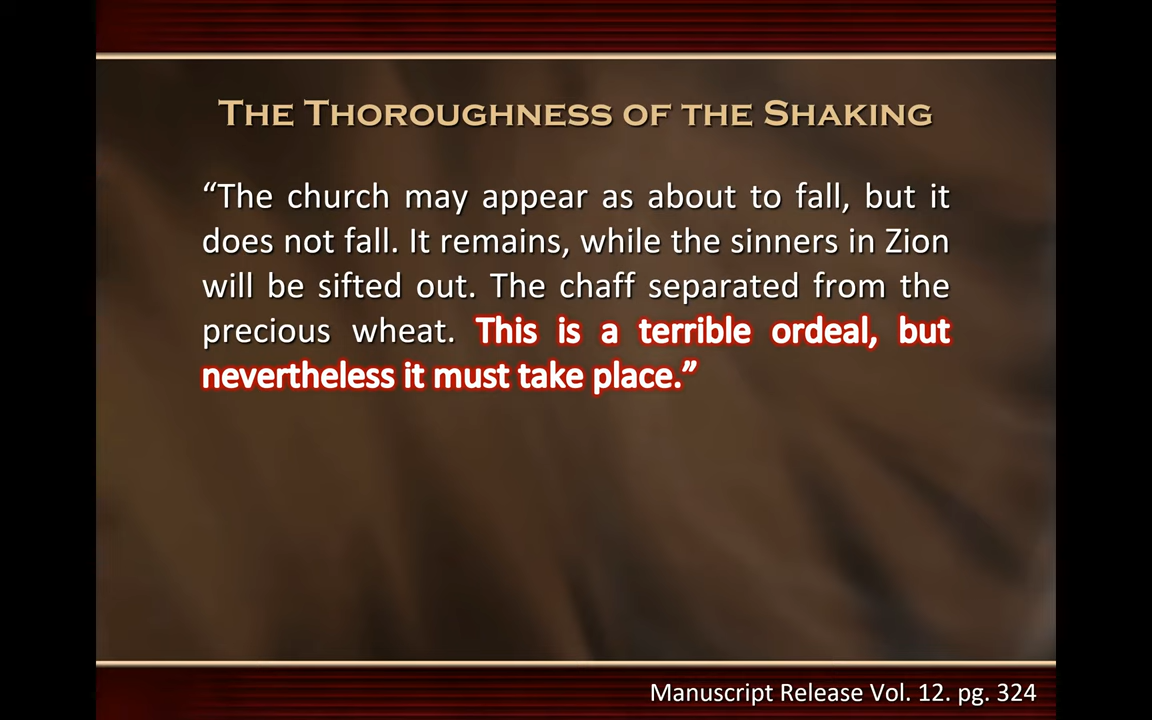 The Thoroughness of the Shaking
“The church may appear as about to fall, but it
does not fall. It remains, while the sinners in Zion
will be sifted out. The chaff separated from the
precious wheat. This is a terrible ordeal, but
nevertheless it must take place.”
Manuscript Release Vol. 12. pg. 324